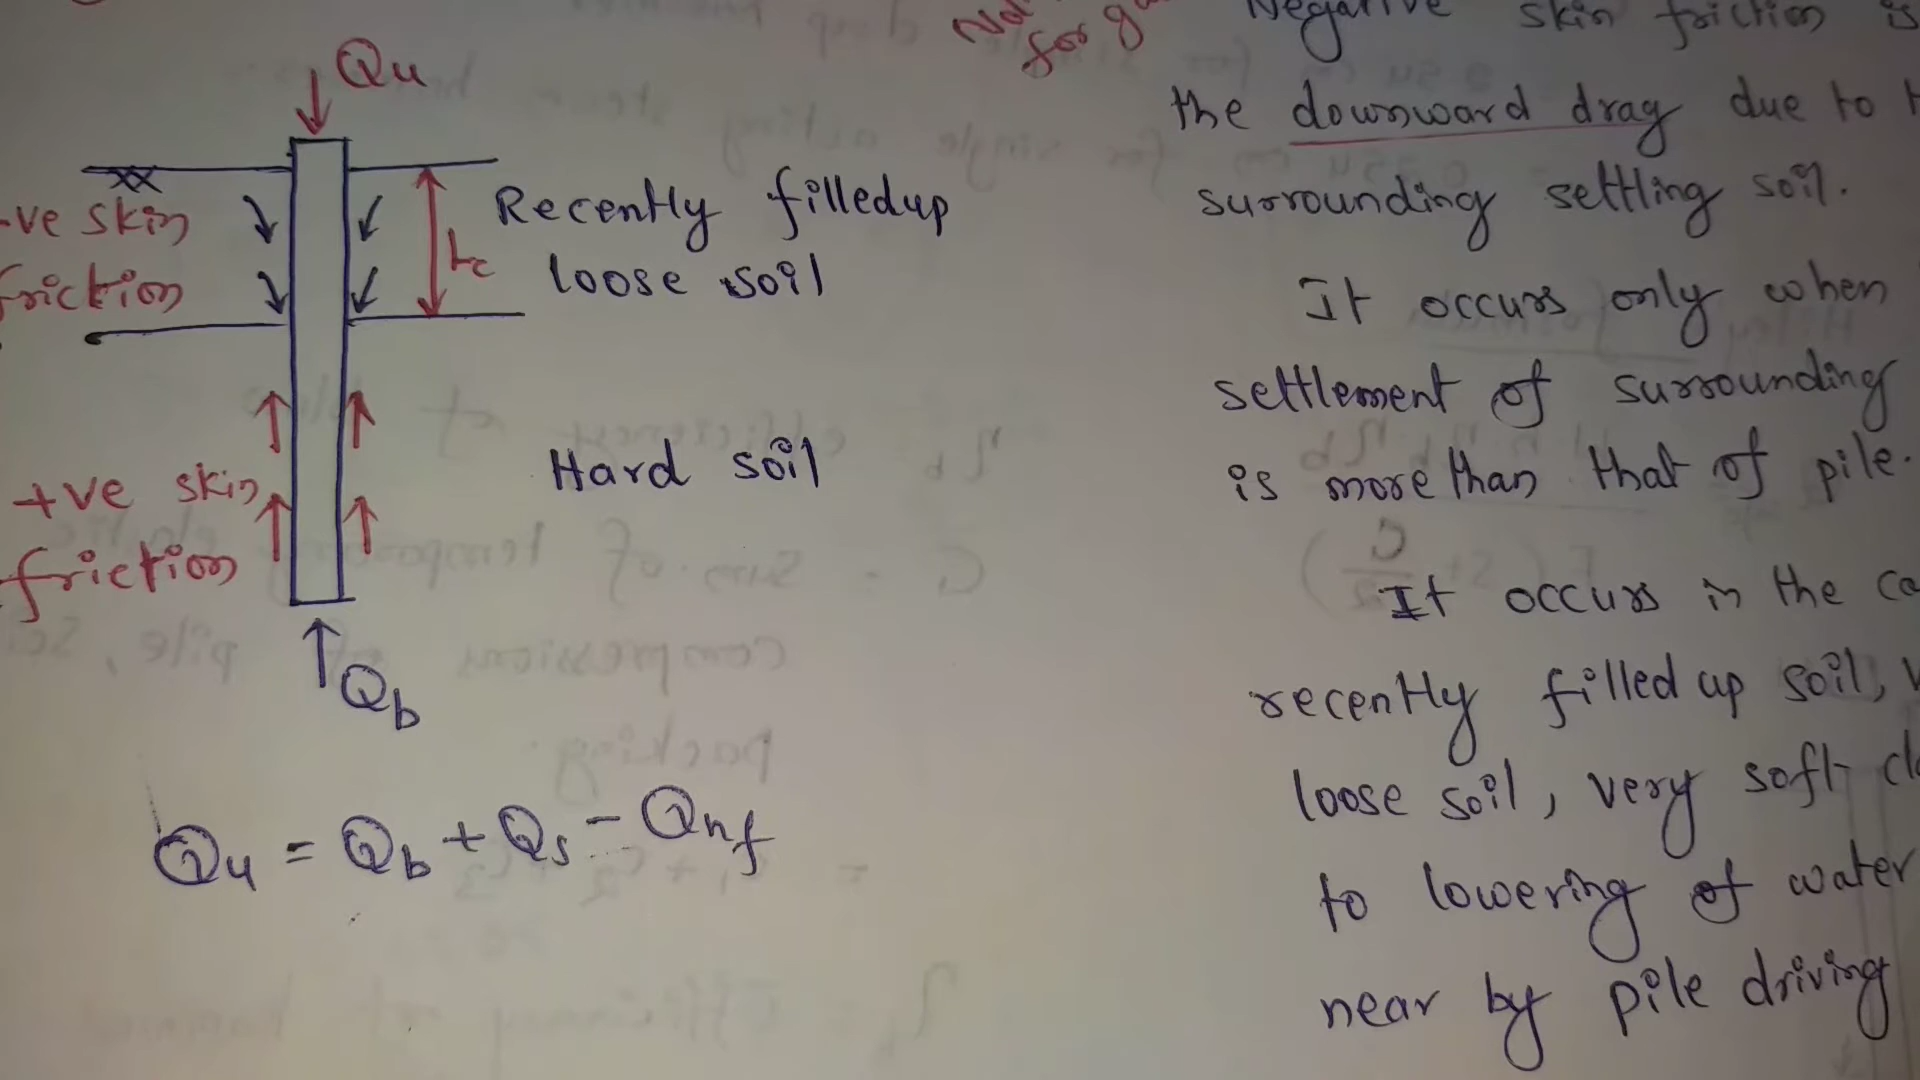 Qu
-ve skin
friction
Lc
Recently filledup
loose soil
+ve skin
friction
Hard soil
Qb
Qu = Qb + Qs - Qnf
for
Negative skin friction is
the downward drag due to
surrounding settling soil.
It occurs only when
settlement of surrounding
is more than that of pile.
It occurs in the
recently filled up soil,
loose soil, very soft
to lowering of water
near by pile driving